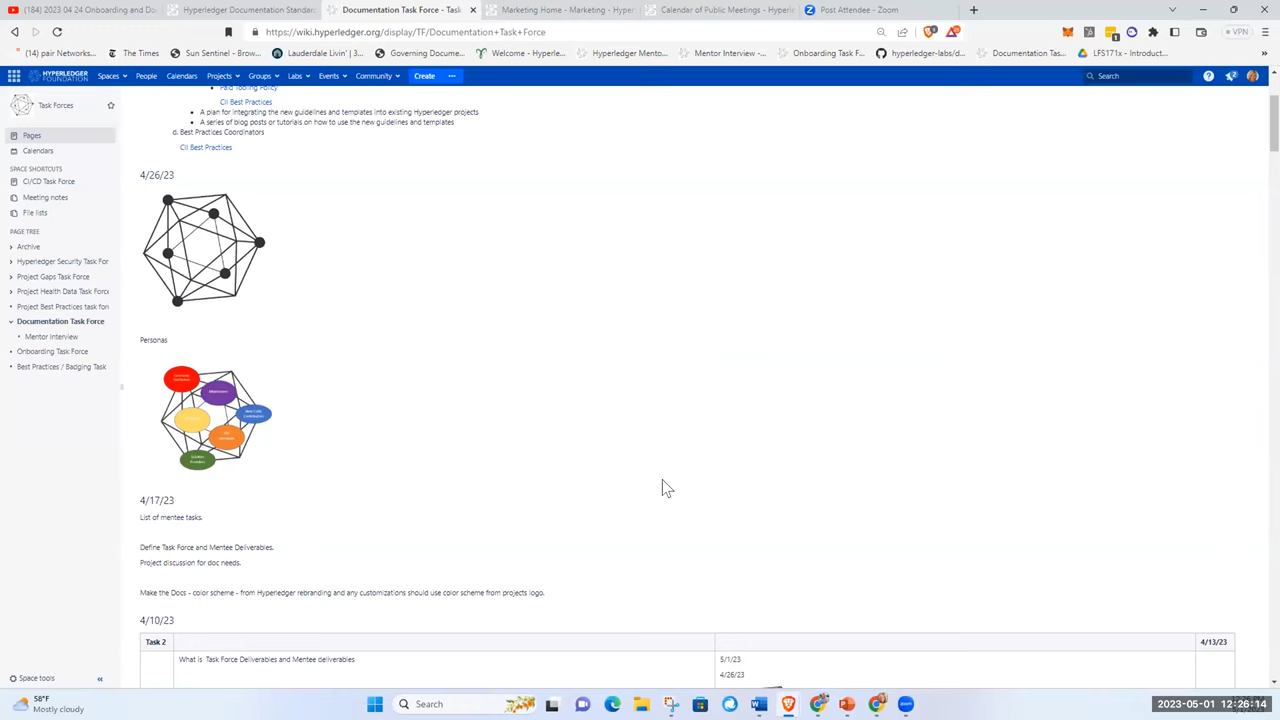 (184) 2023 04 24 Onboarding and Do
Hyperledger Documentation Standard
Documentation Task Force - Task
Marketing Home - Marketing - Hyper
Calendar of Public Meetings - Hyper
Post Attendee - Zoom
https://wiki.hyperledger.org/display/TF/Documentation+Task+Force
VPN
(14) pair Networks...
The Times
Sun Sentinel - Brow...
Lauderdale Livin' | F...
Governing Docume...
Welcome - Hyperle...
Hyperledger Mento...
Mentor Interview -...
Onboarding Task F...
hyperledger-labs/d...
Documentation Tas...
LFS171x - Introduct...
HYPERLEDGER FOUNDATION
Spaces
People
Calendars
Projects
Groups
Labs
Events
Community
Create
Search
Task Forces
Pages
Calendars
SPACE SHORTCUTS
CI/CD Task Force
Meeting notes
File lists
PAGE TREE
Archive
Hyperledger Security Task For
Project Gaps Task Force
Project Health Data Task Force
Project Best Practices task for
Documentation Task Force
Mentor Interview
Onboarding Task Force
Best Practices / Badging Task
Space tools
Paid Tooling Policy
CII Best Practices
A plan for integrating the new guidelines and templates into existing Hyperledger projects
A series of blog posts or tutorials on how to use the new guidelines and templates
d. Best Practices Coordinators
CII Best Practices
4/26/23
Personas
Maintainers
4/17/23
List of mentee tasks.
Define Task Force and Mentee Deliverables.
Project discussion for doc needs.
Make the Docs - color scheme - from Hyperledger rebranding and any customizations should use color scheme from projects logo.
4/10/23
Task 2
4/13/23
What is Task Force Deliverables and Mentee deliverables
5/1/23
4/26/23
58°F
Mostly cloudy
Search
2023-05-01 12:26:14